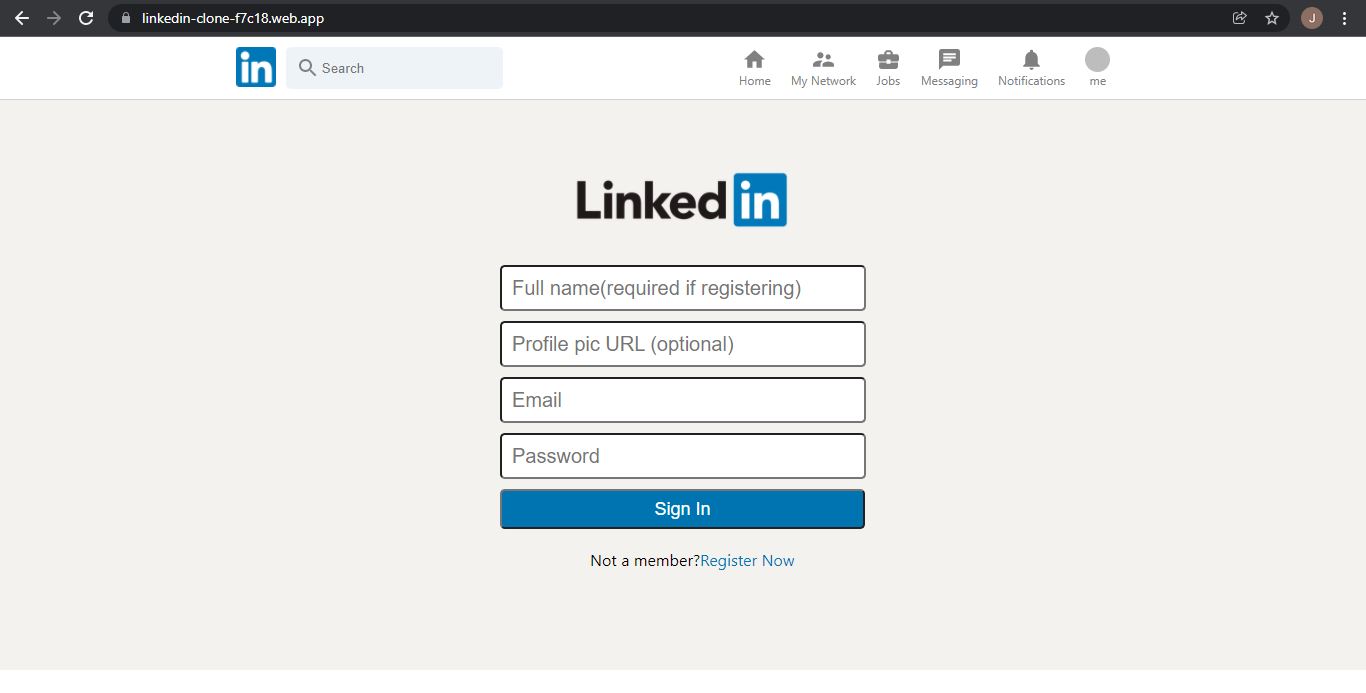 linkedin-clone-f7c18.web.app
J
in
Search
Home
My Network
Jobs
Messaging
Notifications
me
Linked in
Full name(required if registering)
Profile pic URL (optional)
Email
Password
Sign In
Not a member?Register Now